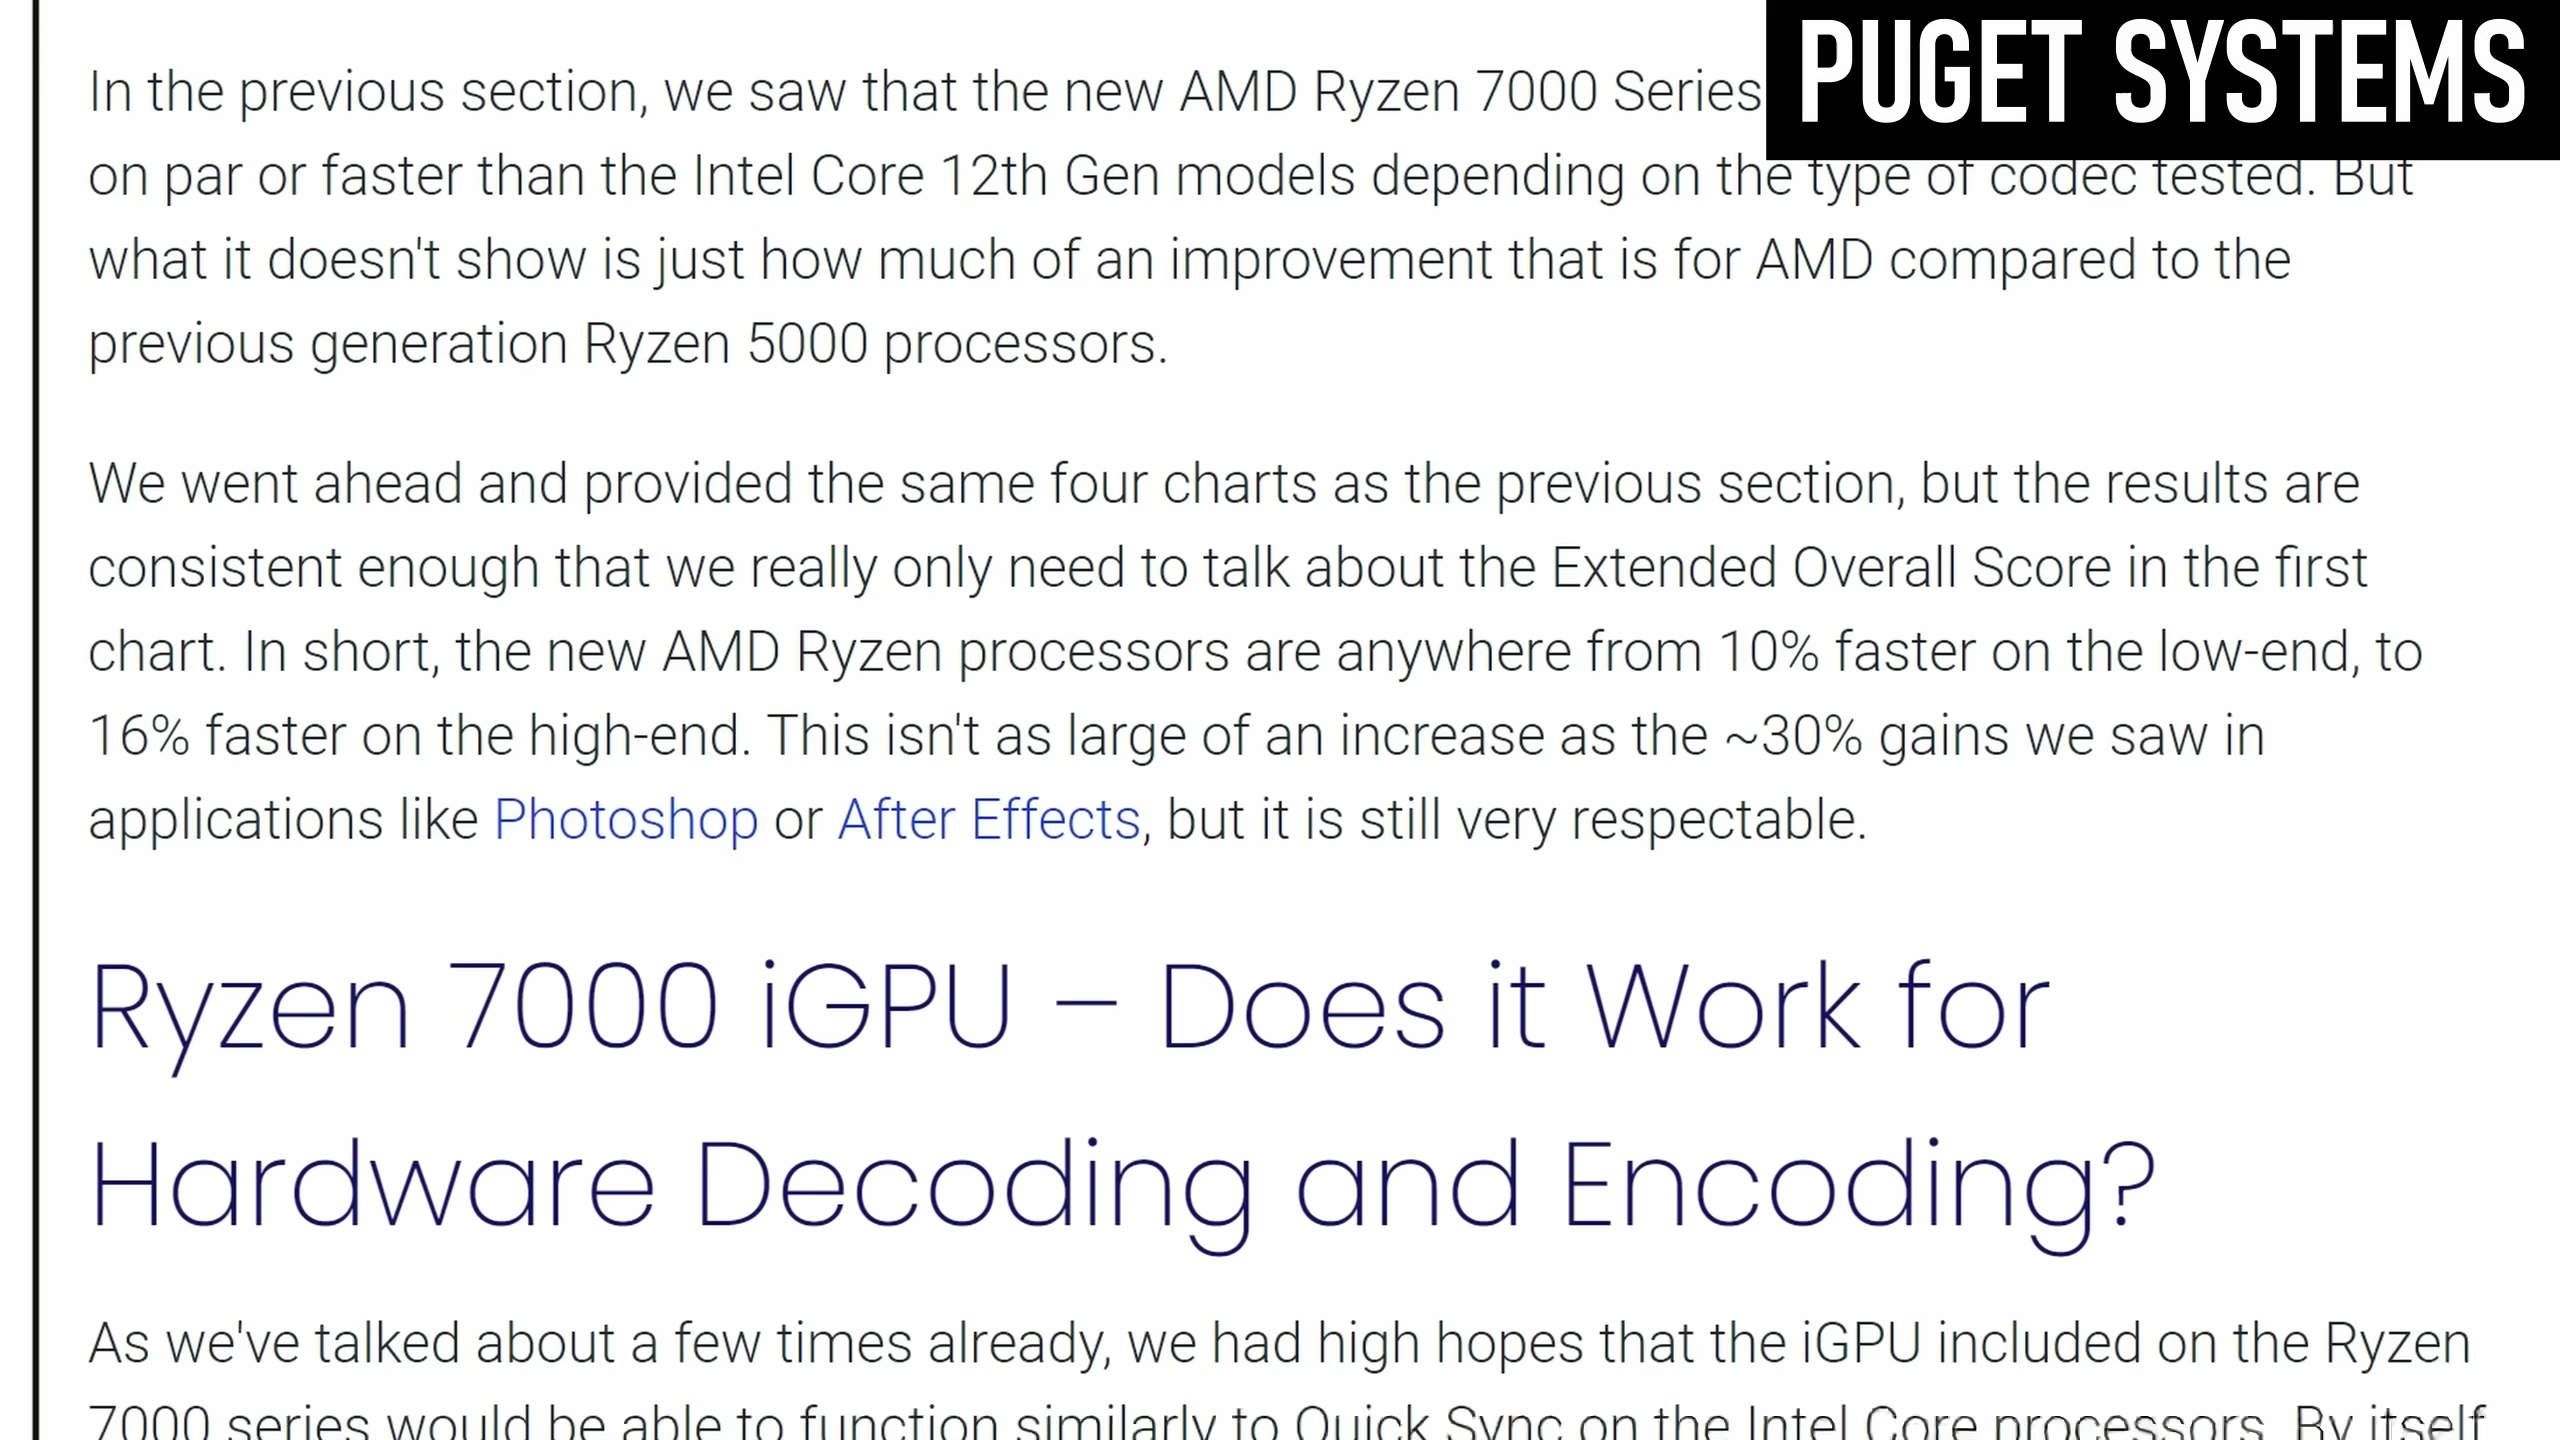 PUGET SYSTEMS
In the previous section, we saw that the new AMD Ryzen 7000 Series
on par or faster than the Intel Core 12th Gen models depending on the type of codec tested. But
what it doesn't show is just how much of an improvement that is for AMD compared to the
previous generation Ryzen 5000 processors.
We went ahead and provided the same four charts as the previous section, but the results are
consistent enough that we really only need to talk about the Extended Overall Score in the first
chart. In short, the new AMD Ryzen processors are anywhere from 10% faster on the low-end, to
16% faster on the high-end. This isn't as large of an increase as the ~30% gains we saw in
applications like Photoshop or After Effects, but it is still very respectable.
Ryzen 7000 iGPU – Does it Work for
Hardware Decoding and Encoding?
As we've talked about a few times already, we had high hopes that the iGPU included on the Ryzen
7000 series would be able to function similarly to Quick Sync on the Intel Core processors. By itself